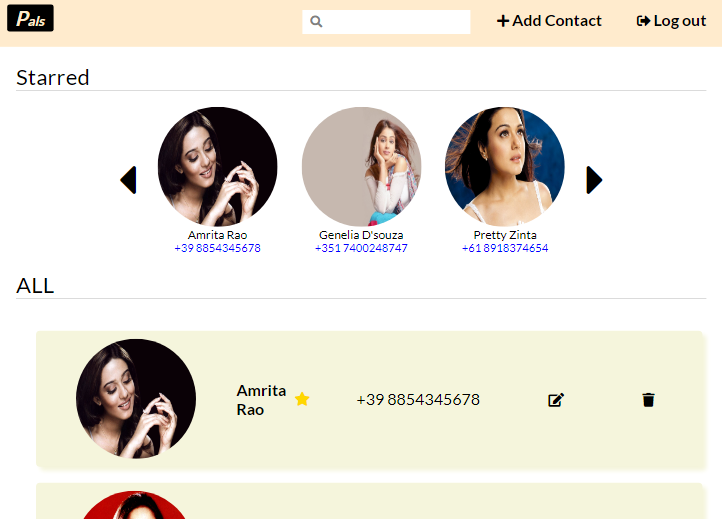 Pals
Add Contact
Log out
Starred
Amrita Rao
+39 8854345678
Genelia D'souza
+351 7400248747
Pretty Zinta
+61 8918374654
ALL
Amrita
Rao
+39 8854345678